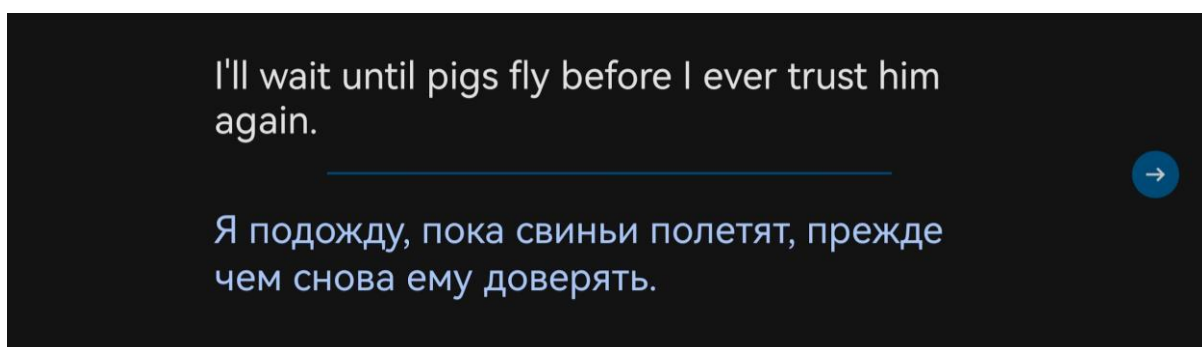 I'll wait until pigs fly before I ever trust him
again.
Я подожду, пока свиньи полетят, прежде
чем снова ему доверять.